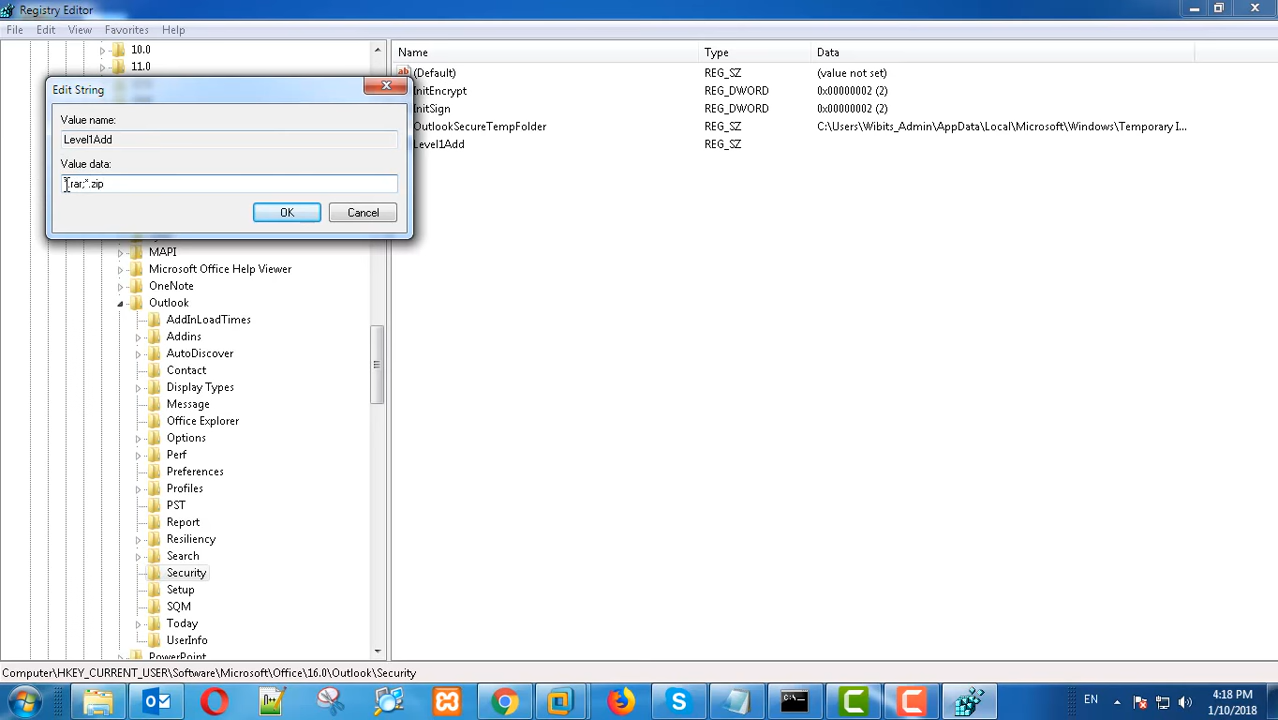 Registry Editor
File Edit View Favorites Help
10.0
11.0
Edit String
Value name:
Level1Add
Value data:
*.rar;*.zip
OK Cancel
MAPI
Microsoft Office Help Viewer
OneNote
Outlook
AddInLoadTimes
Addins
AutoDiscover
Contact
Display Types
Message
Office Explorer
Options
Perf
Preferences
Profiles
PST
Report
Resiliency
Search
Security
Setup
SQM
Today
UserInfo
PowerPoint
Name Type Data
(Default) REG_SZ (value not set)
InitEncrypt REG_DWORD 0x00000002 (2)
InitSign REG_DWORD 0x00000002 (2)
OutlookSecureTempFolder REG_SZ C:\Users\Wibits_Admin\AppData\Local\Microsoft\Windows\Temporary I...
Level1Add REG_SZ
Computer\HKEY_CURRENT_USER\Software\Microsoft\Office\16.0\Outlook\Security
EN
4:18 PM
1/10/2018